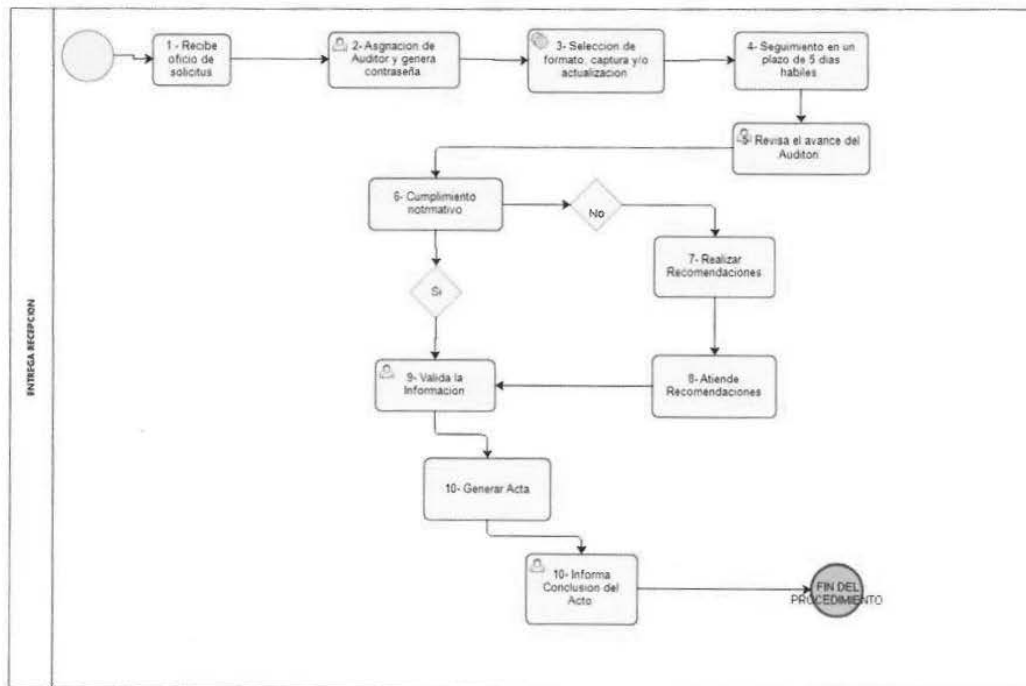 1 - Recibe
oficio de
solicitus
2- Asgnacion de
Auditor y genera
contraseña
3- Seleccion de
formato, captura y/o
actualizacion
4- Seguimiento en un
plazo de 5 dias
habiles
5- Revisa el avance del
Auditori
6- Cumplimiento
notrmativo
No
7- Realizar
Recomendaciones
Si
9- Valida la
Informacion
8- Atiende
Recomendaciones
10- Generar Acta
10- Informa
Conclusion del
Acto
FIN DEL
PROCEDIMIENTO
ENTREGA RECEPCION